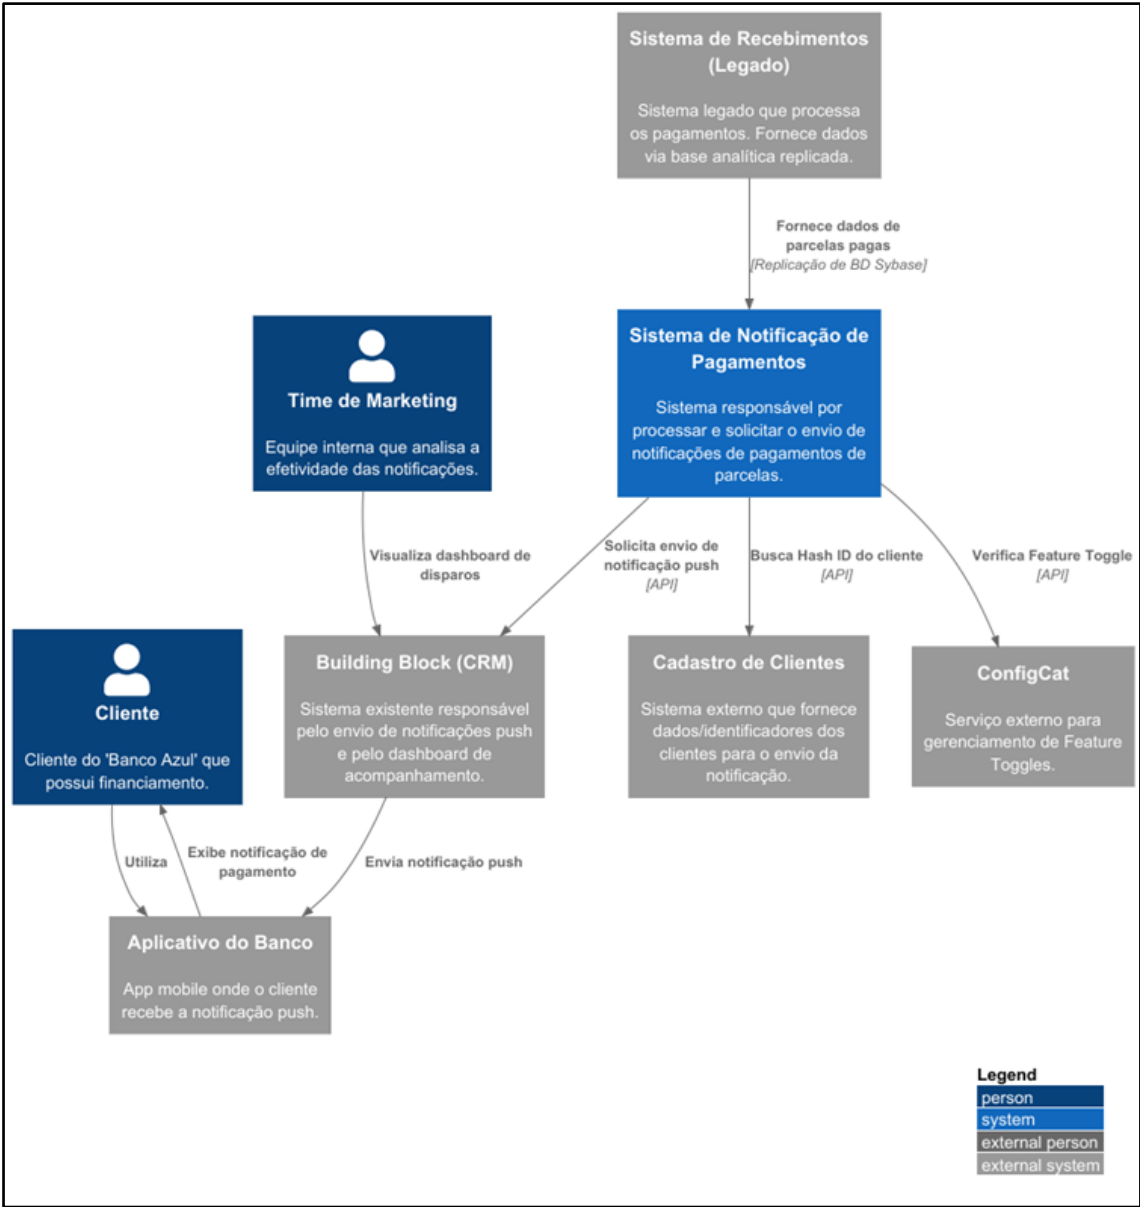 Sistema de Recebimentos
(Legado)
Sistema legado que processa
os pagamentos. Fornece dados
via base analítica replicada.
Fornece dados de
parcelas pagas
[Replicação de BD Sybase]
Time de Marketing
Equipe interna que analisa a
efetividade das notificações.
Sistema de Notificação de
Pagamentos
Sistema responsável por
processar e solicitar o envio de
notificações de pagamentos de
parcelas.
Visualiza dashboard de
disparos
Solicita envio de
notificação push
[API]
Busca Hash ID do cliente
[API]
Verifica Feature Toggle
[API]
Cliente
Cliente do 'Banco Azul' que
possui financiamento.
Building Block (CRM)
Sistema existente responsável
pelo envio de notificações push
e pelo dashboard de
acompanhamento.
Cadastro de Clientes
Sistema externo que fornece
dados/identificadores dos
clientes para o envio da
notificação.
ConfigCat
Serviço externo para
gerenciamento de Feature
Toggles.
Utiliza
Exibe notificação de
pagamento
Envia notificação push
Aplicativo do Banco
App mobile onde o cliente
recebe a notificação push.
Legend
person
system
external person
external system